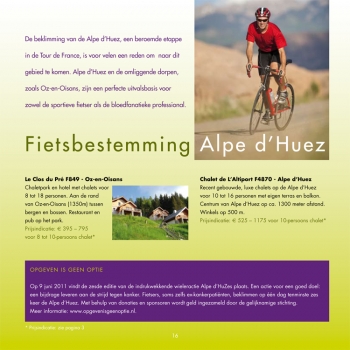 De beklimming van de Alpe d'Huez, een beroemde etappe
in de Tour de France, is voor velen een reden om naar dit
gebied te komen. Alpe d'Huez en de omliggende dorpen,
zoals Oz-en-Oisans, zijn een perfecte uitvalsbasis voor
zowel de sportieve fietser als de bloedfanatieke professional.
Fietsbestemming Alpe d'Huez
Le Clos du Pré F849 - Oz-en-Oisans
Chaletpark en hotel met chalets voor
8 tot 18 personen. Aan de rand
van Oz-en-Oisans (1350m) tussen
bergen en bossen. Restaurant en
pub op het park.
Prijsindicatie: € 395 – 795
voor 8 tot 10-persoons chalet*
Chalet de L'Altiport F4870 - Alpe d'Huez
Recent gebouwde, luxe chalets op de Alpe d'Huez voor
10 tot 16 personen met eigen terras en balkon.
Centrum van Alpe d'Huez op ca. 1300 meter afstand.
Winkels op 500 m.
Prijsindicatie: € 525 – 1175 voor 10-persoons chalet*
OPGEVEN IS GEEN OPTIE
Op 9 juni 2011 vindt de zesde editie van de indrukwekkende wieleractie Alpe d'HuZes plaats. Een actie voor een goed doel:
een bijdrage leveren aan de strijd tegen kanker. Fietsers, soms zelfs ex-kankerpatiënten, beklimmen op één dag tenminste zes
keer de Alpe d'Huez. Met behulp van donaties en sponsoren wordt geld ingezameld door de gelijknamige stichting.
Meer informatie: www.opgevenisgeenoptie.nl.
* Prijsindicatie: zie pagina 2